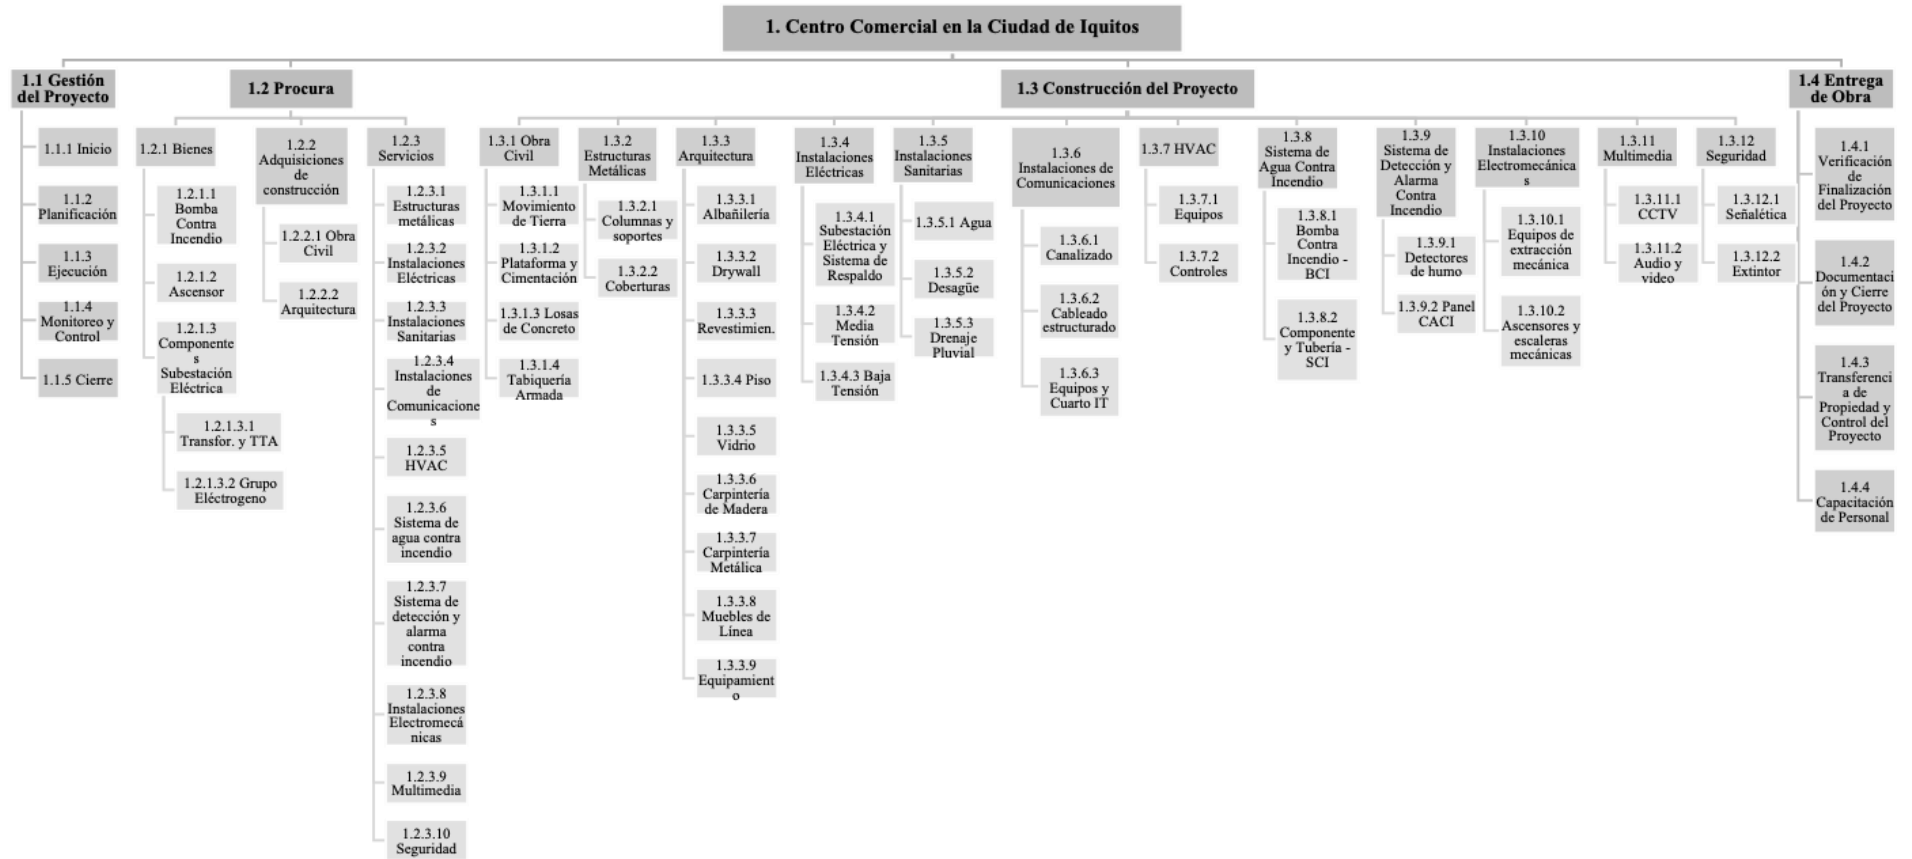 1. Centro Comercial en la Ciudad de Iquitos
1.1 Gestión
del Proyecto
1.1.1 Inicio
1.1.2
Planificación
1.1.3
Ejecución
1.1.4
Monitoreo y
Control
1.1.5 Cierre
1.2 Procura
1.2.1 Bienes
1.2.1.1
Bomba
Contra
Incendio
1.2.1.2
Ascensor
1.2.1.3
Componente
s
Subestación
Eléctrica
1.2.1.3.1
Transfor. y TTA
1.2.1.3.2 Grupo
Eléctrogeno
1.2.2
Adquisiciones
de
construcción
1.2.2.1 Obra
Civil
1.2.2.2
Arquitectura
1.2.3
Servicios
1.2.3.1
Estructuras
metálicas
1.2.3.2
Instalaciones
Eléctricas
1.2.3.3
Instalaciones
Sanitarias
1.2.3.4
Instalaciones
de
Comunicacione
s
1.2.3.5
HVAC
1.2.3.6
Sistema de
agua contra
incendio
1.2.3.7
Sistema de
detección y
alarma
contra
incendio
1.2.3.8
Instalaciones
Electromecá
nicas
1.2.3.9
Multimedia
1.2.3.10
Seguridad
1.3 Construcción del Proyecto
1.3.1 Obra
Civil
1.3.1.1
Movimiento
de Tierra
1.3.1.2
Plataforma y
Cimentación
1.3.1.3 Losas
de Concreto
1.3.1.4
Tabiquería
Armada
1.3.2
Estructuras
Metálicas
1.3.2.1
Columnas y
soportes
1.3.2.2
Coberturas
1.3.3
Arquitectura
1.3.3.1
Albañilería
1.3.3.2
Drywall
1.3.3.3
Revestimien.
1.3.3.4 Piso
1.3.3.5
Vidrio
1.3.3.6
Carpintería
de Madera
1.3.3.7
Carpintería
Metálica
1.3.3.8
Muebles de
Línea
1.3.3.9
Equipamient
o
1.3.4
Instalaciones
Eléctricas
1.3.4.1
Subestación
Eléctrica y
Sistema de
Respaldo
1.3.4.2
Media
Tensión
1.3.4.3 Baja
Tensión
1.3.5
Instalaciones
Sanitarias
1.3.5.1 Agua
1.3.5.2
Desagüe
1.3.5.3
Drenaje
Pluvial
1.3.6
Instalaciones de
Comunicaciones
1.3.6.1
Canalizado
1.3.6.2
Cableado
estructurado
1.3.6.3
Equipos y
Cuarto IT
1.3.7 HVAC
1.3.7.1
Equipos
1.3.7.2
Controles
1.3.8
Sistema de
Agua Contra
Incendio
1.3.8.1
Bomba
Contra
Incendio -
BCI
1.3.8.2
Componente
y Tubería -
SCI
1.3.9
Sistema de
Detección y
Alarma
Contra
Incendio
1.3.9.1
Detectores
de humo
1.3.9.2 Panel
CACI
1.3.10
Instalaciones
Electromecánica
s
1.3.10.1
Equipos de
extracción
mecánica
1.3.10.2
Ascensores y
escaleras
mecánicas
1.3.11
Multimedia
1.3.11.1
CCTV
1.3.11.2
Audio y
video
1.3.12
Seguridad
1.3.12.1
Señalética
1.3.12.2
Extintor
1.4 Entrega
de Obra
1.4.1
Verificación
de
Finalización
del Proyecto
1.4.2
Documentaci
ón y Cierre
del Proyecto
1.4.3
Transferenci
a de
Propiedad y
Control del
Proyecto
1.4.4
Capacitación
de Personal